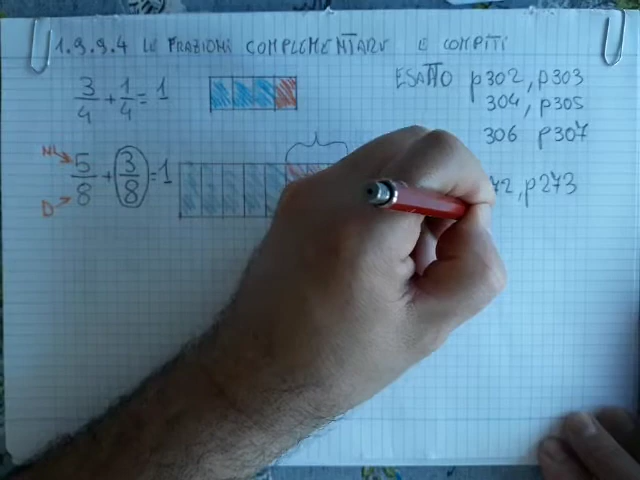 1.9.9.4 LE FRAZIONI COMPLEMENTARI E COMPITI
3/4 + 1/4 = 1
ESATTO p302, p303
304, p305
306 p307
N 5/8 + 3/8 = 1
D
72, p273